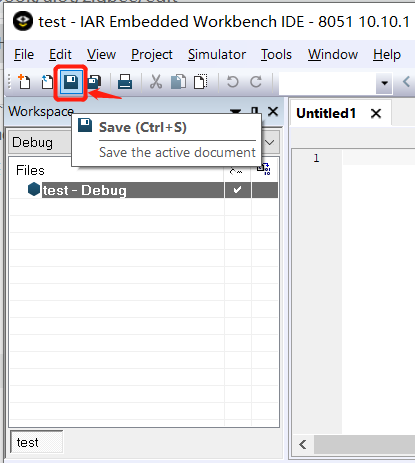 test - IAR Embedded Workbench IDE - 8051 10.10.1
File Edit View Project Simulator Tools Window Help
Workspace
Untitled1
Save (Ctrl+S)
Save the active document
Debug
1
Files
test - Debug
test